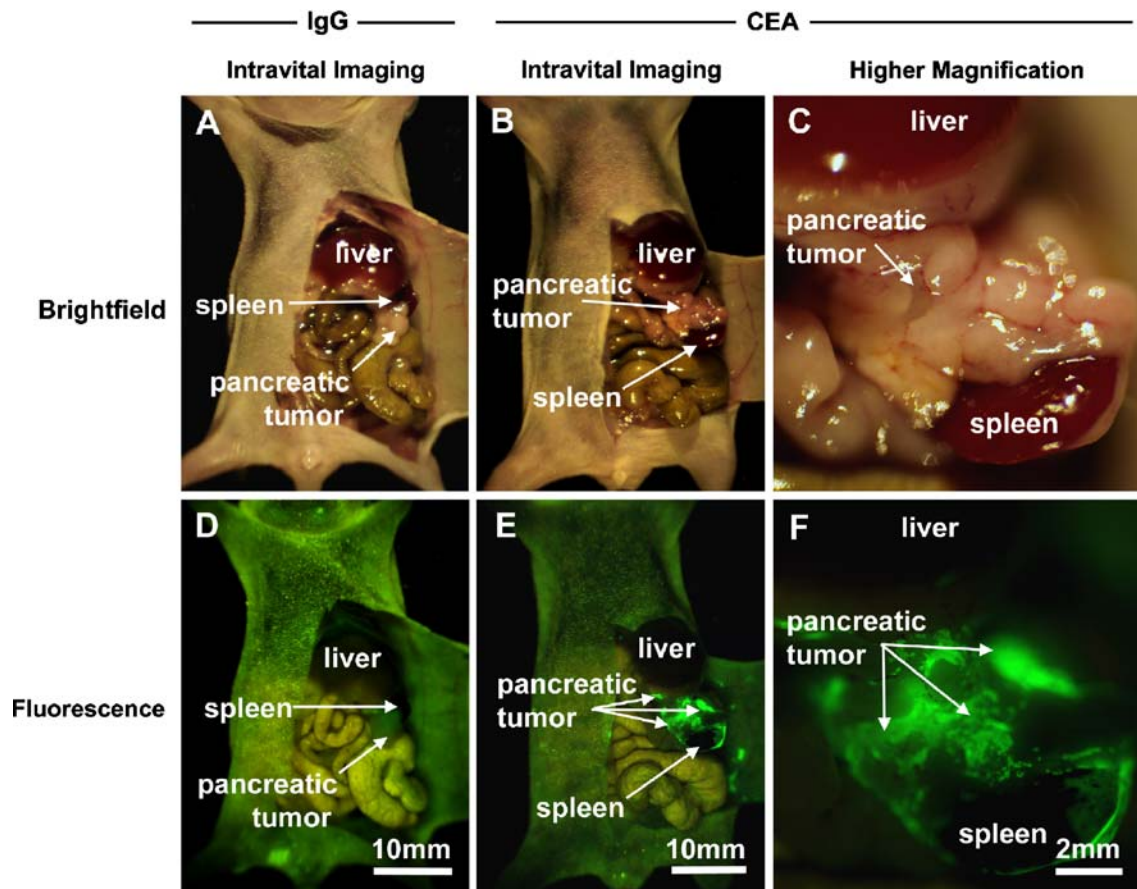 IgG
CEA
Intravital Imaging
Intravital Imaging
Higher Magnification
Brightfield
A
liver
spleen
pancreatic
tumor
B
liver
pancreatic
tumor
spleen
C
liver
pancreatic
tumor
spleen
Fluorescence
D
liver
spleen
pancreatic
tumor
10mm
E
liver
pancreatic
tumor
spleen
10mm
F
liver
pancreatic
tumor
spleen
2mm